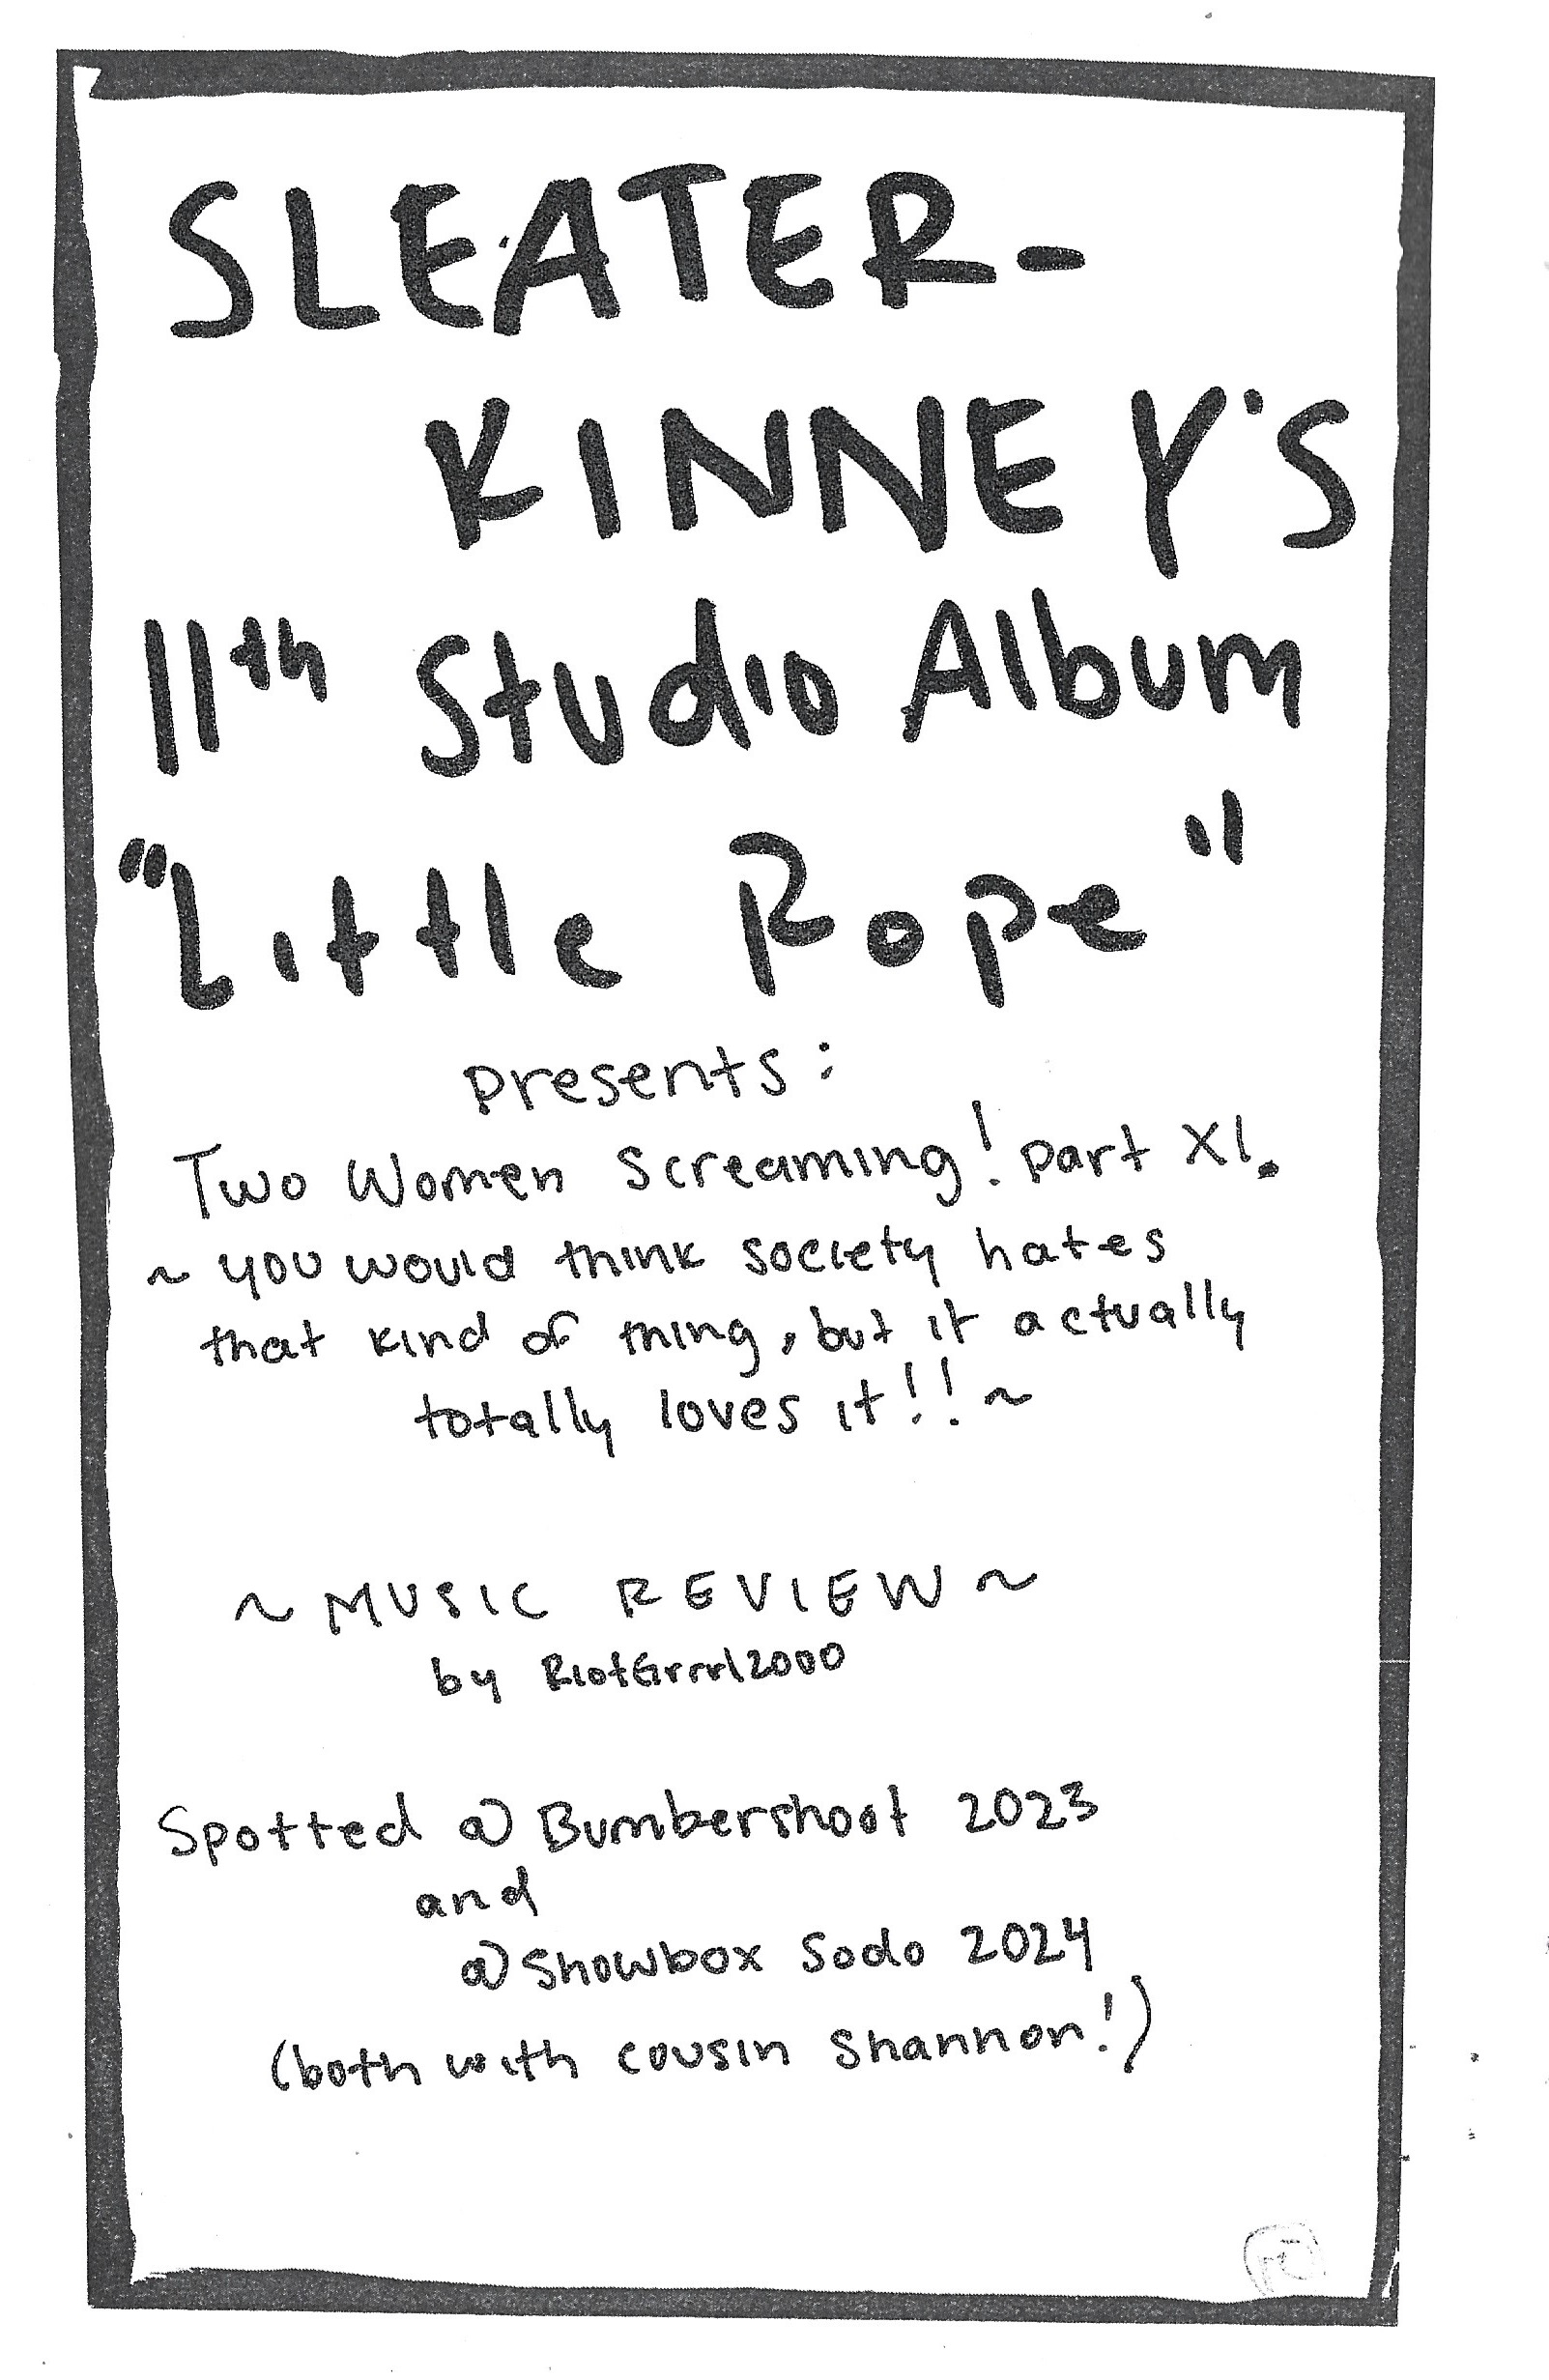 SLEATER-
KINNEY'S
11th Studio Album
"Little Rope"
presents:
Two Women Screaming! part XI.
~ you would think society hates
that kind of thing, but it actually
totally loves it!! ~
~ MUSIC REVIEW ~
by RiotGrrrl2000
Spotted @ Bumbershoot 2023
and
@ Showbox Sodo 2024
(both with cousin Shannon!)